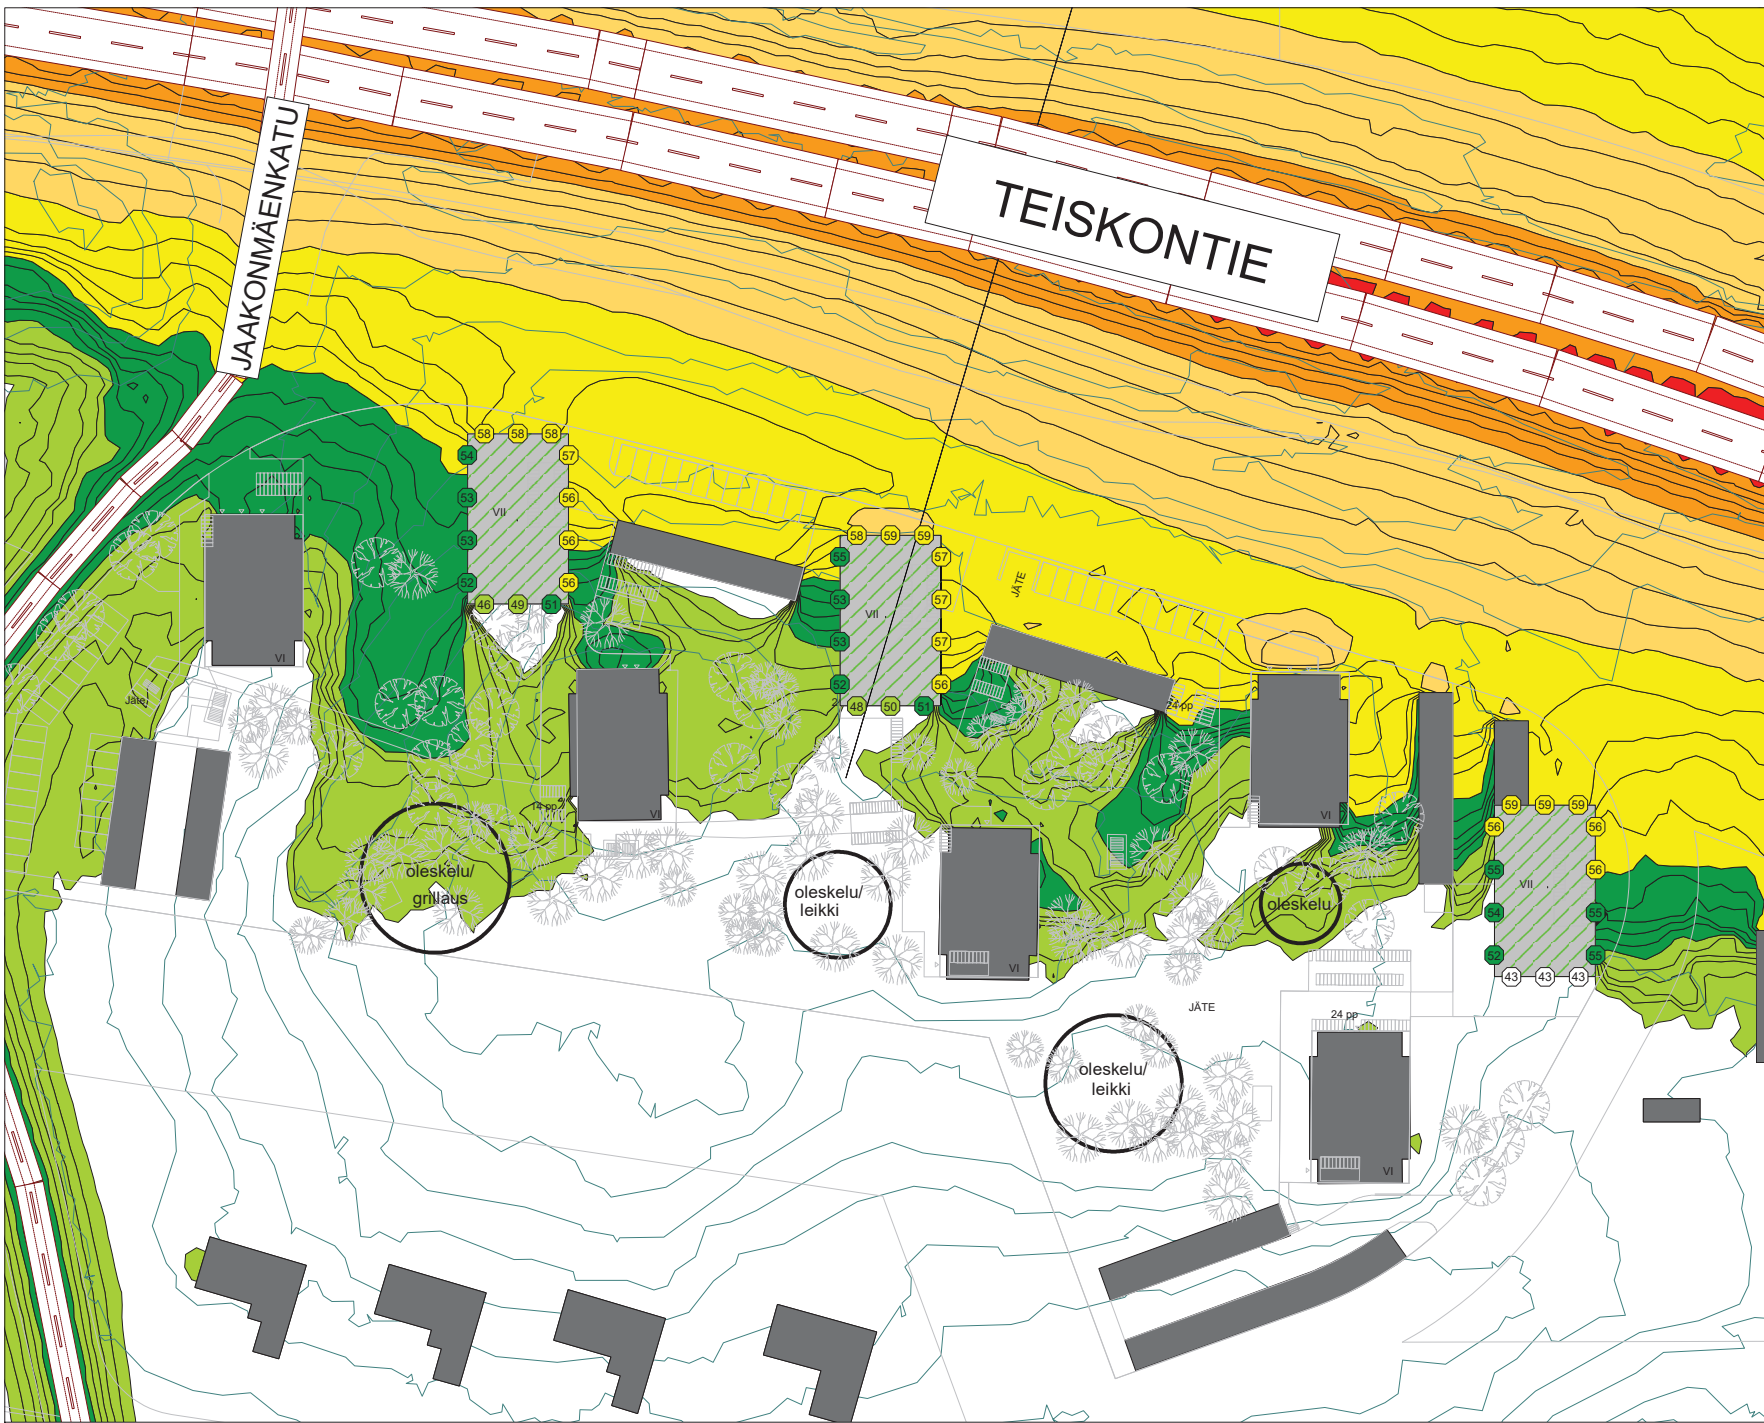 JAAKONMÄENKATU
TEISKONTIE
58 58 58
54 57
53 56
VII
53 56
52 56
46 49 51
58 59 59
55 57
53 57
VII
53 57
52 56
48 50 51
2
JÄTE
24 pp
VI
Jäte
14 pp
VI
VI
59 59 59
56 56
55 56
VII
54 55
52 55
43 43 43
oleskelu/
grillaus
oleskelu/
leikki
oleskelu
VI
JÄTE
24 pp
oleskelu/
leikki
VI